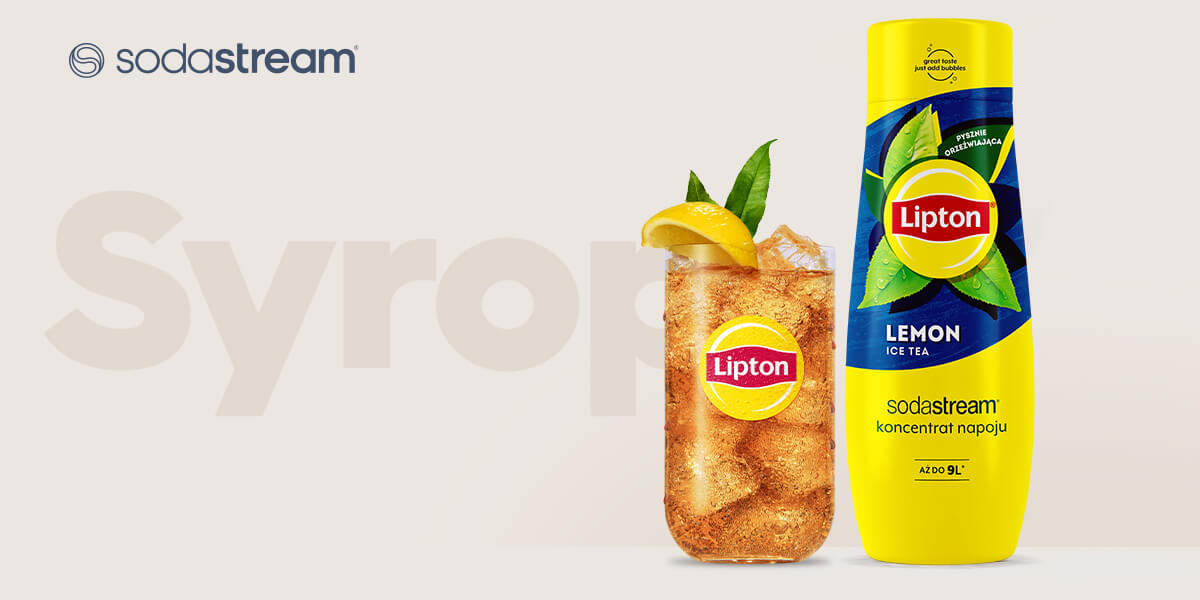 sodastream®
Syrop
great taste
just add bubbles
PYSZNIE
ORZEŹWIAJĄCA
Lipton®
LEMON
ICE TEA
sodastream®
koncentrat napoju
AŻ DO 9L*
Lipton